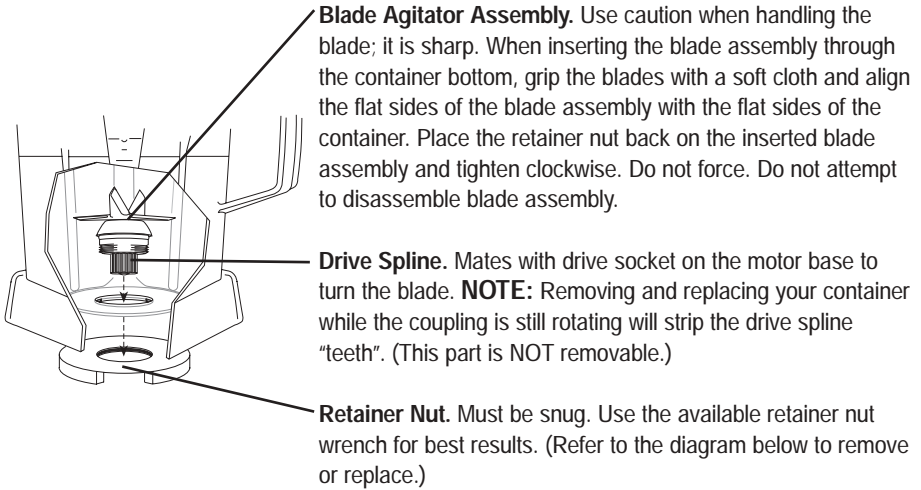 Blade Agitator Assembly. Use caution when handling the
blade; it is sharp. When inserting the blade assembly through
the container bottom, grip the blades with a soft cloth and align
the flat sides of the blade assembly with the flat sides of the
container. Place the retainer nut back on the inserted blade
assembly and tighten clockwise. Do not force. Do not attempt
to disassemble blade assembly.
Drive Spline. Mates with drive socket on the motor base to
turn the blade. NOTE: Removing and replacing your container
while the coupling is still rotating will strip the drive spline
“teeth”. (This part is NOT removable.)
Retainer Nut. Must be snug. Use the available retainer nut
wrench for best results. (Refer to the diagram below to remove
or replace.)